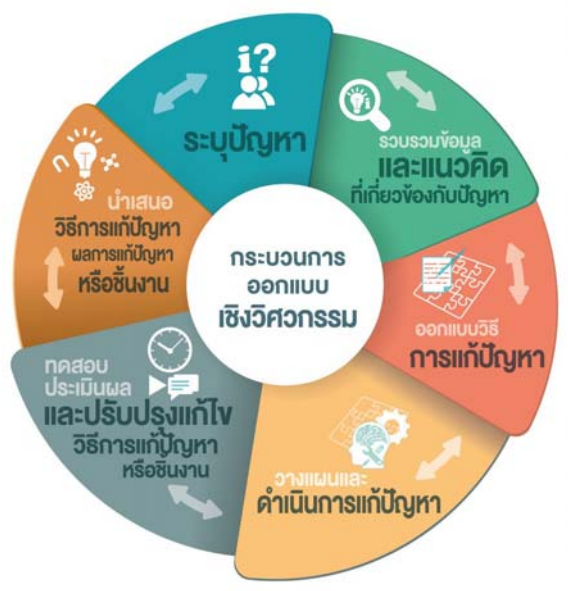 i?
ระบุปัญหา
รวบรวมข้อมูล
และแนวคิด
ที่เกี่ยวข้องกับปัญหา
ออกแบบวิธี
การแก้ปัญหา
วางแผนและ
ดำเนินการแก้ปัญหา
ทดสอบ
ประเมินผล
และปรับปรุงแก้ไข
วิธีการแก้ปัญหา
หรือชิ้นงาน
นำเสนอ
วิธีการแก้ปัญหา
ผลการแก้ปัญหา
หรือชิ้นงาน
กระบวนการ
ออกแบบ
เชิงวิศวกรรม